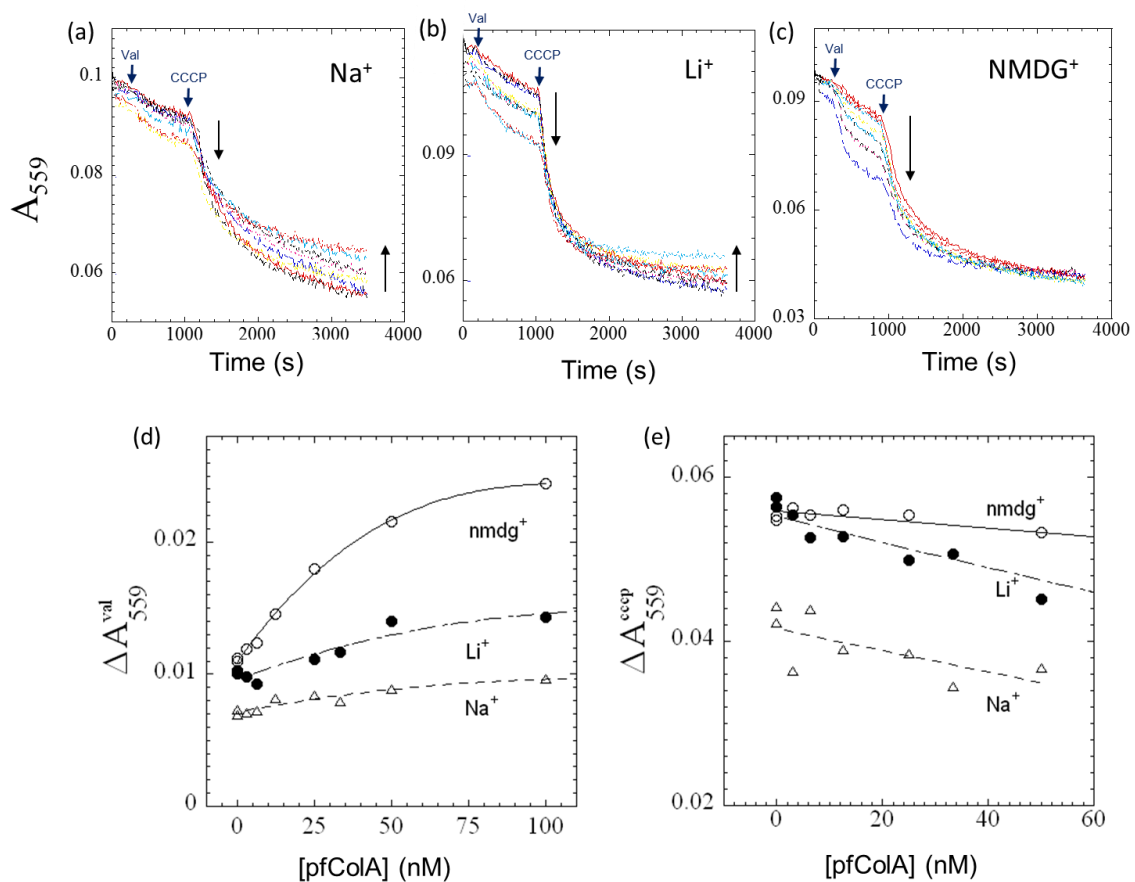 (a)
Val
CCCP
Na⁺
0.1
0.08
0.06
A₅₅₉
0 1000 2000 3000 4000
Time (s)
(b)
Val
CCCP
Li⁺
0.09
0.06
0 1000 2000 3000 4000
Time (s)
(c)
Val
CCCP
NMDG⁺
0.09
0.06
0.03
0 1000 2000 3000 4000
Time (s)
(d)
nmdg⁺
Li⁺
Na⁺
0.02
0.01
0
ΔA₅₅₉ᵛᵃˡ
0 25 50 75 100
[pfColA] (nM)
(e)
nmdg⁺
Li⁺
Na⁺
0.06
0.04
0.02
ΔA₅₅₉ᶜᶜᶜᵖ
0 20 40 60
[pfColA] (nM)